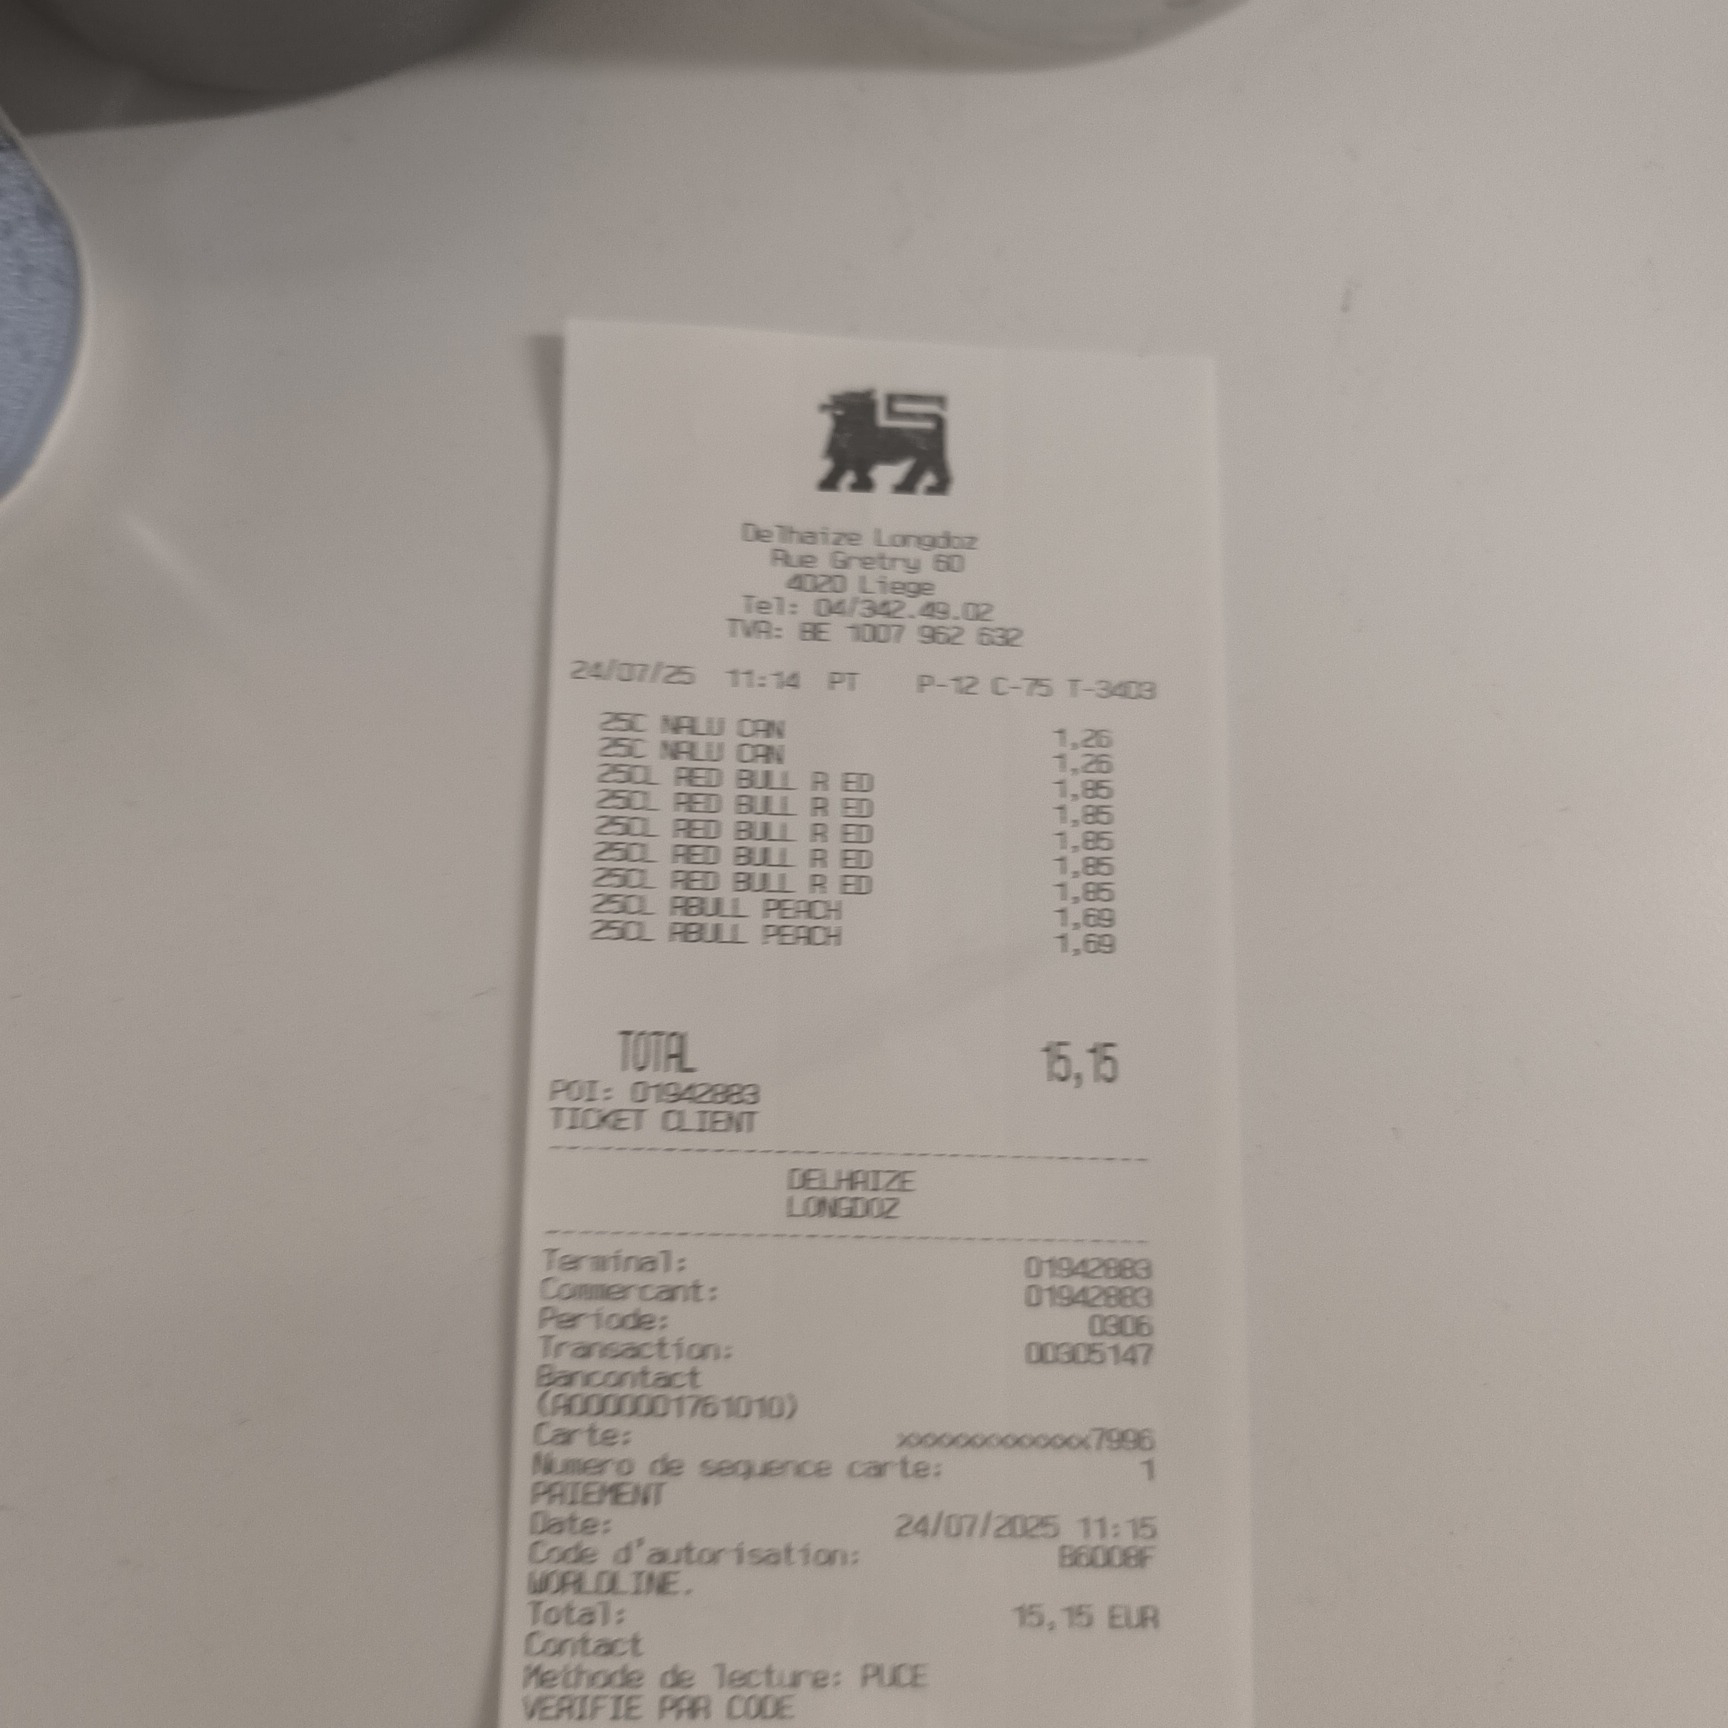 Delhaize Longdoz
Rue Gretry 60
4020 Liege
Tel: 04/342.49.02
TVA: BE 1007 962 632
24/07/25 11:14 PT P-12 C-75 T-3403
25C NALU CAN 1,26
25C NALU CAN 1,26
25CL RED BULL R ED 1,85
25CL RED BULL R ED 1,85
25CL RED BULL R ED 1,85
25CL RED BULL R ED 1,85
25CL RED BULL R ED 1,85
25CL RBULL PEACH 1,69
25CL RBULL PEACH 1,69
TOTAL 15,15
POI: 01942883
TICKET CLIENT
DELHAIZE
LONGDOZ
Terminal: 01942883
Commercant: 01942883
Periode: 0306
Transaction: 00305147
Bancontact
(A0000001761010)
Carte: xxxxxxxxxxxxx7996
Numero de sequence carte: 1
PAIEMENT
Date: 24/07/2025 11:15
Code d'autorisation: B6008F
WORLDLINE.
Total: 15,15 EUR
Contact
Methode de lecture: PUCE
VERIFIE PAR CODE